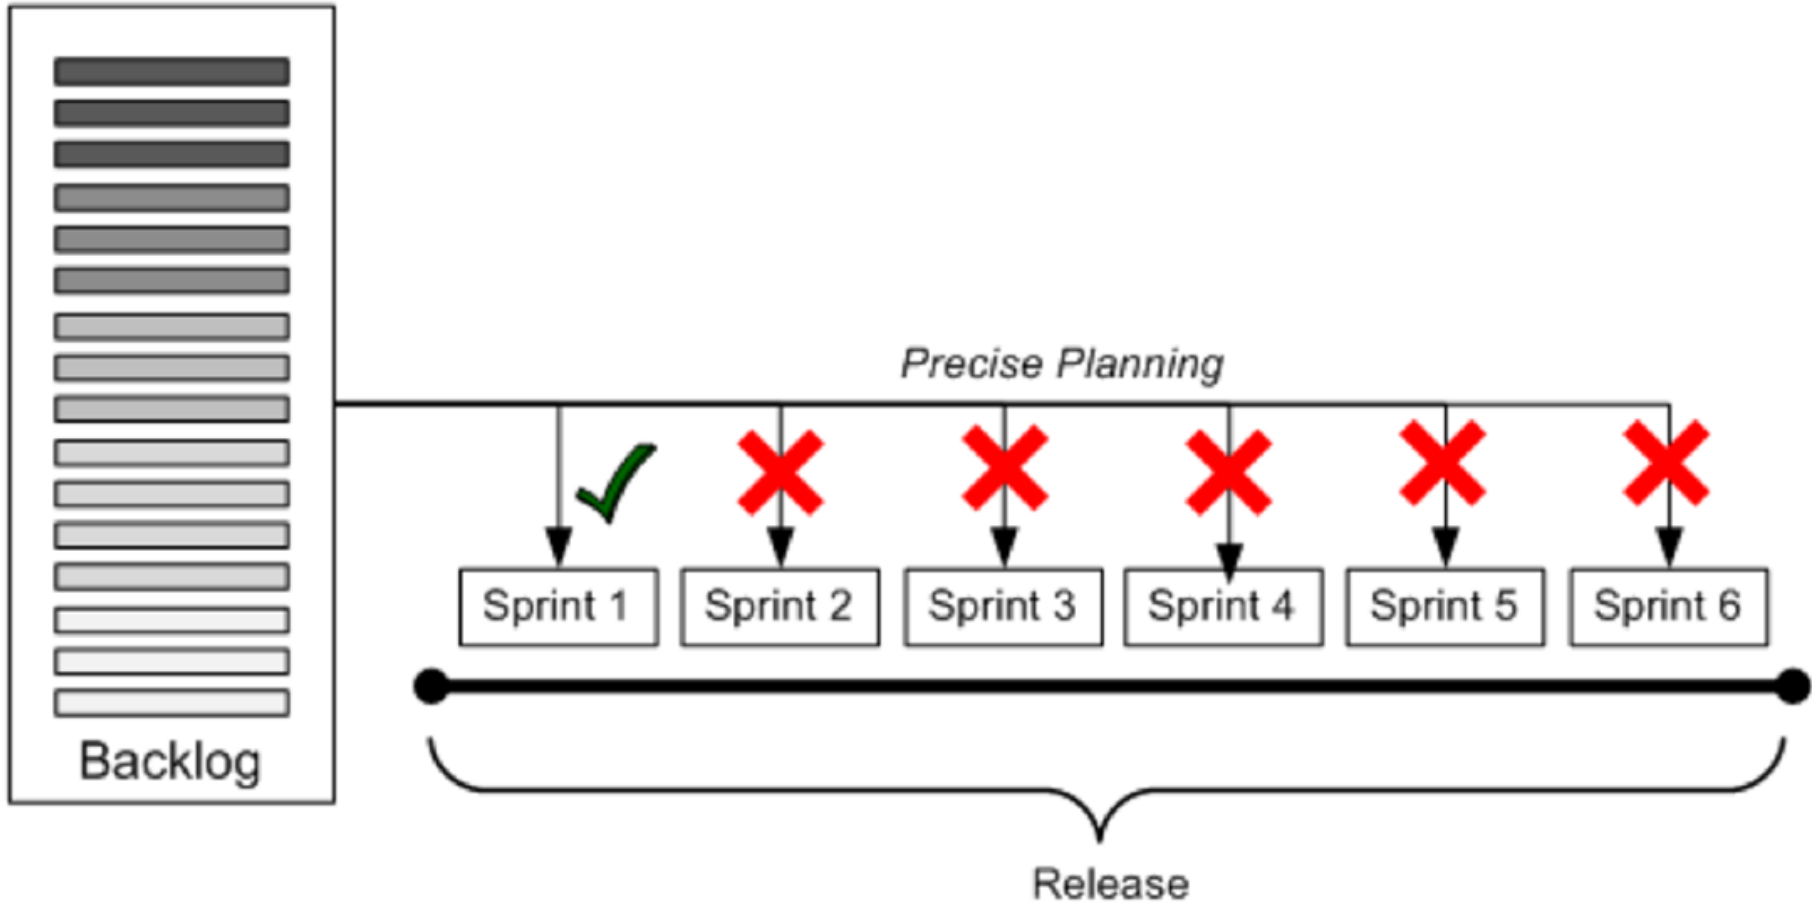 Precise Planning
Sprint 1
Sprint 2
Sprint 3
Sprint 4
Sprint 5
Sprint 6
Backlog
Release